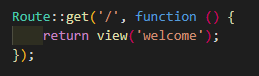 Route::get('/', function () {
    return view('welcome');
});